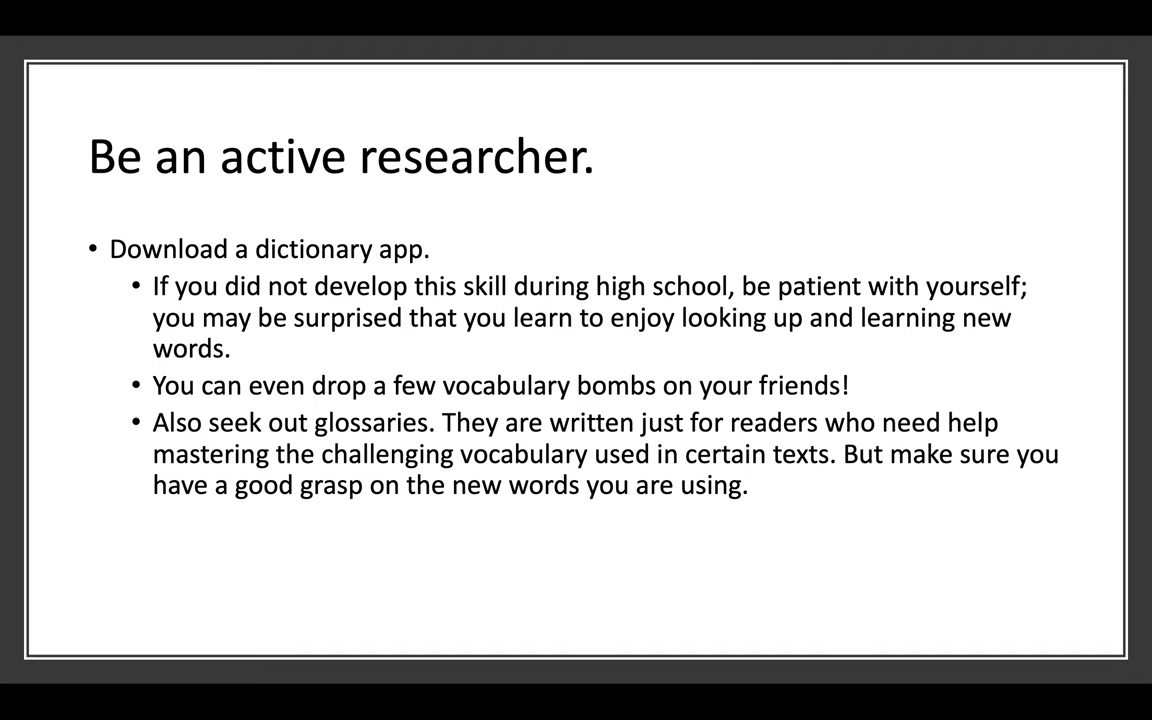 Be an active researcher.
• Download a dictionary app.
• If you did not develop this skill during high school, be patient with yourself;
you may be surprised that you learn to enjoy looking up and learning new
words.
• You can even drop a few vocabulary bombs on your friends!
• Also seek out glossaries. They are written just for readers who need help
mastering the challenging vocabulary used in certain texts. But make sure you
have a good grasp on the new words you are using.